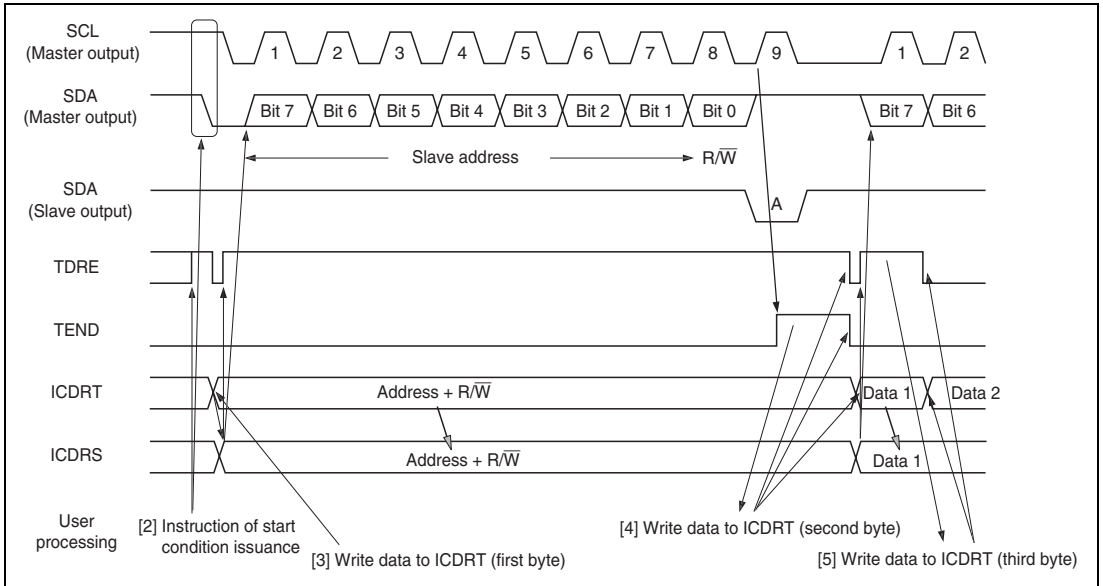 SCL
(Master output)
1 2 3 4 5 6 7 8 9 1 2
SDA
(Master output)
Bit 7 Bit 6 Bit 5 Bit 4 Bit 3 Bit 2 Bit 1 Bit 0 Bit 7 Bit 6
Slave address R/W̅
SDA
(Slave output)
A
TDRE
TEND
ICDRT
Address + R/W̅ Data 1 Data 2
ICDRS
Address + R/W̅ Data 1
User
processing
[2] Instruction of start
condition issuance
[3] Write data to ICDRT (first byte)
[4] Write data to ICDRT (second byte)
[5] Write data to ICDRT (third byte)